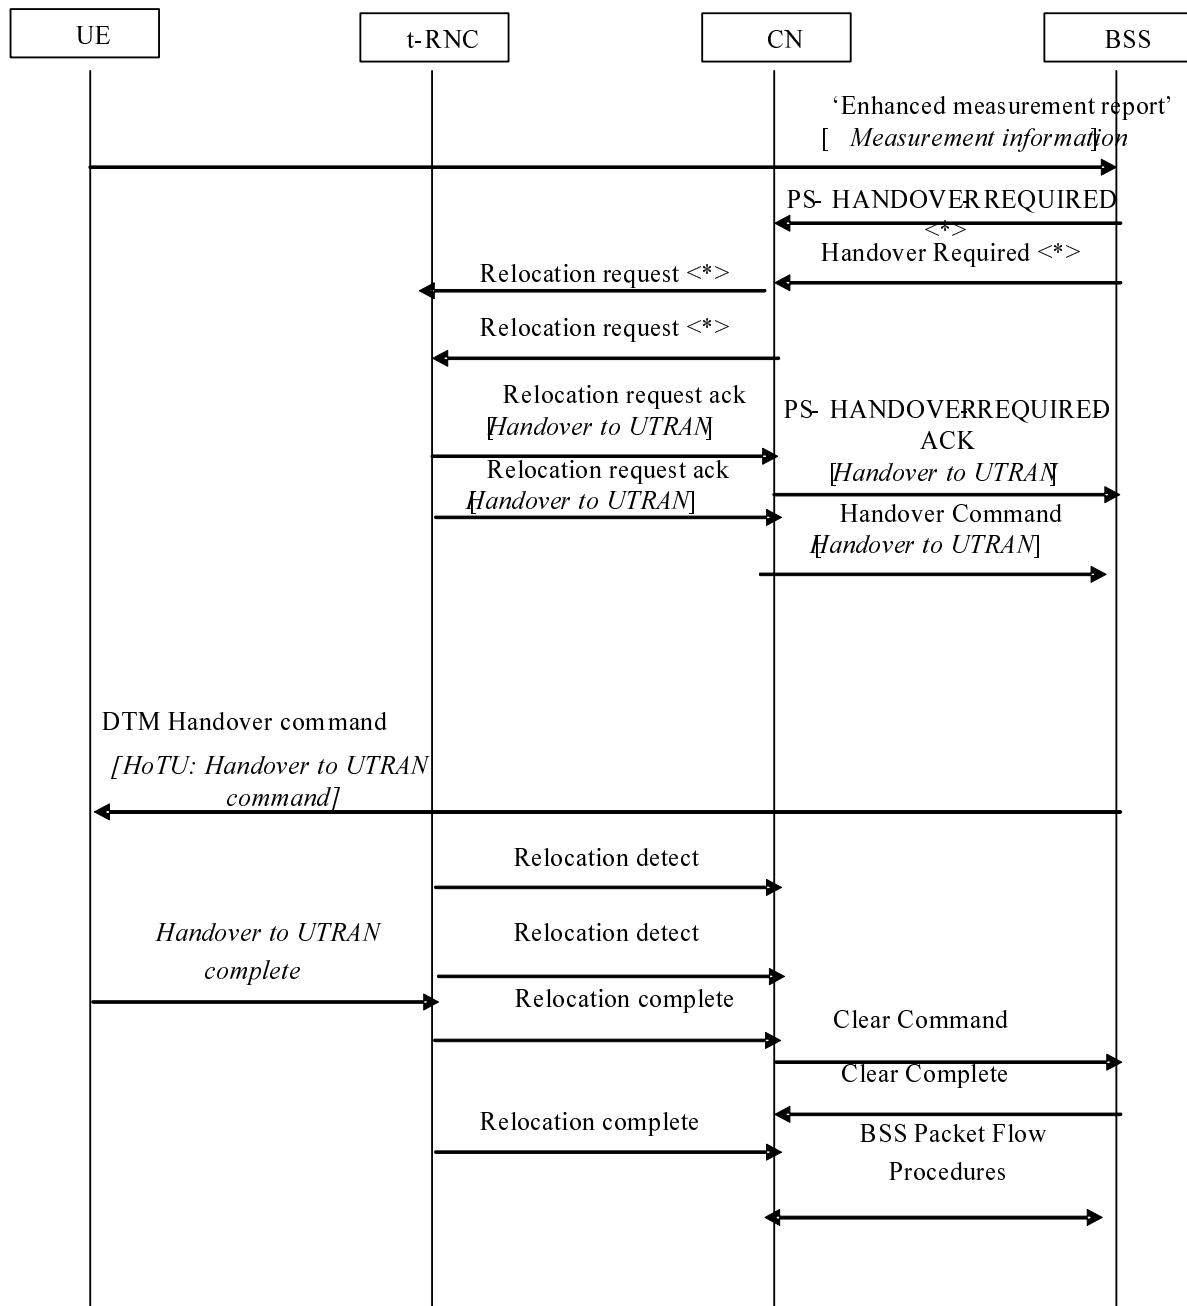 UE
t-RNC
CN
BSS
‘Enhanced measurement report’
[ Measurement information]
PS- HANDOVER-REQUIRED
<*>
Handover Required <*>
Relocation request <*>
Relocation request <*>
Relocation request ack
[Handover to UTRAN]
PS- HANDOVER-REQUIRED-
ACK
[Handover to UTRAN]
Relocation request ack
[Handover to UTRAN]
Handover Command
[Handover to UTRAN]
DTM Handover command
[HoTU: Handover to UTRAN
command]
Relocation detect
Handover to UTRAN
complete
Relocation detect
Relocation complete
Clear Command
Clear Complete
Relocation complete
BSS Packet Flow
Procedures